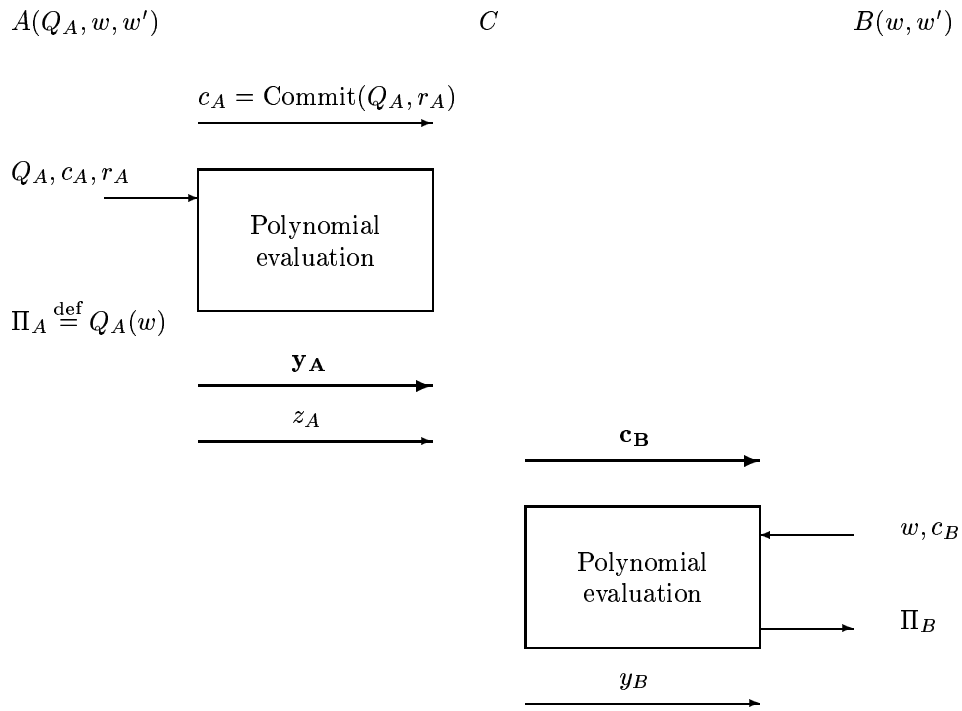 A(Q_A, w, w′) C B(w, w′)
c_A = Commit(Q_A, r_A)
Q_A, c_A, r_A
Polynomial
evaluation
Π_A def= Q_A(w)
y_A
z_A
c_B
w, c_B
Polynomial
evaluation
Π_B
y_B